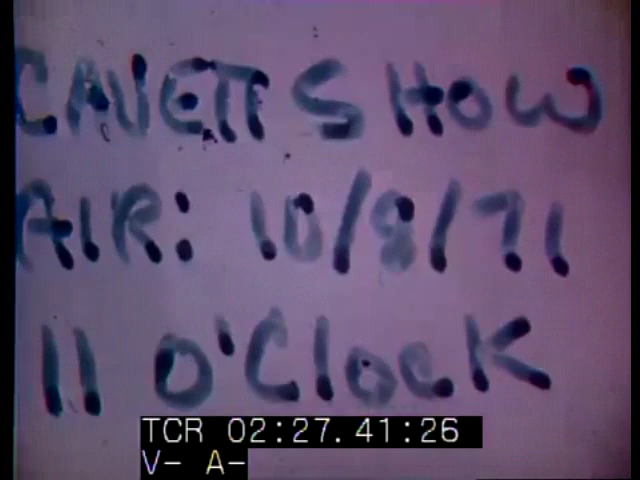 CAVETT SHOW
AIR: 10/8/71
11 O'Clock
TCR 02:27.41:26
V- A-